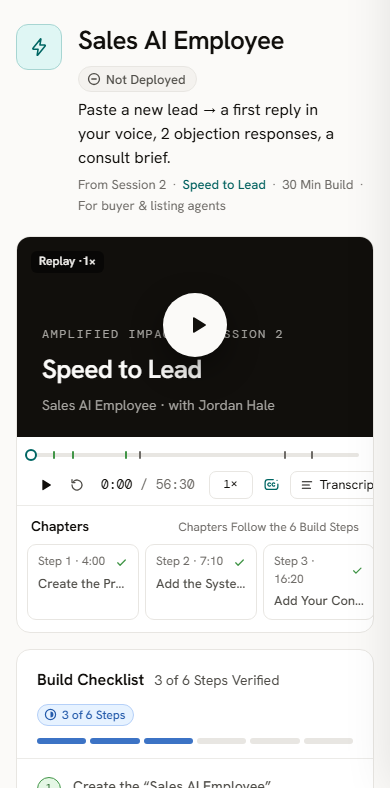 Sales AI Employee
Not Deployed
Paste a new lead → a first reply in
your voice, 2 objection responses, a
consult brief.
From Session 2 · Speed to Lead · 30 Min Build ·
For buyer & listing agents
Replay · 1×
AMPLIFIED IMPA SSION 2
Speed to Lead
Sales AI Employee · with Jordan Hale
0:00 / 56:30 1× CC Transcrip
Chapters Chapters Follow the 6 Build Steps
Step 1 · 4:00
Create the Pr...
Step 2 · 7:10
Add the Syste...
Step 3 ·
16:20
Add Your Con...
Build Checklist 3 of 6 Steps Verified
3 of 6 Steps
1 Create the “Sales AI Employee”